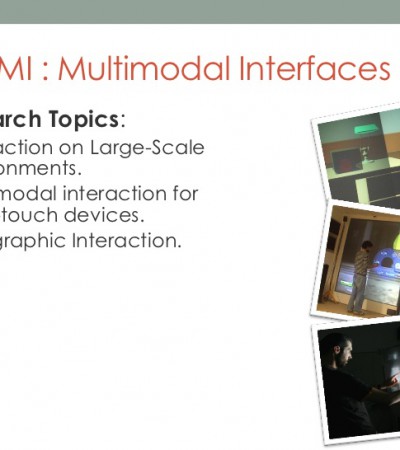 MI : Multimodal Interfaces
arch Topics:
action on Large-Scale
onments.
modal interaction for
-touch devices.
graphic Interaction.